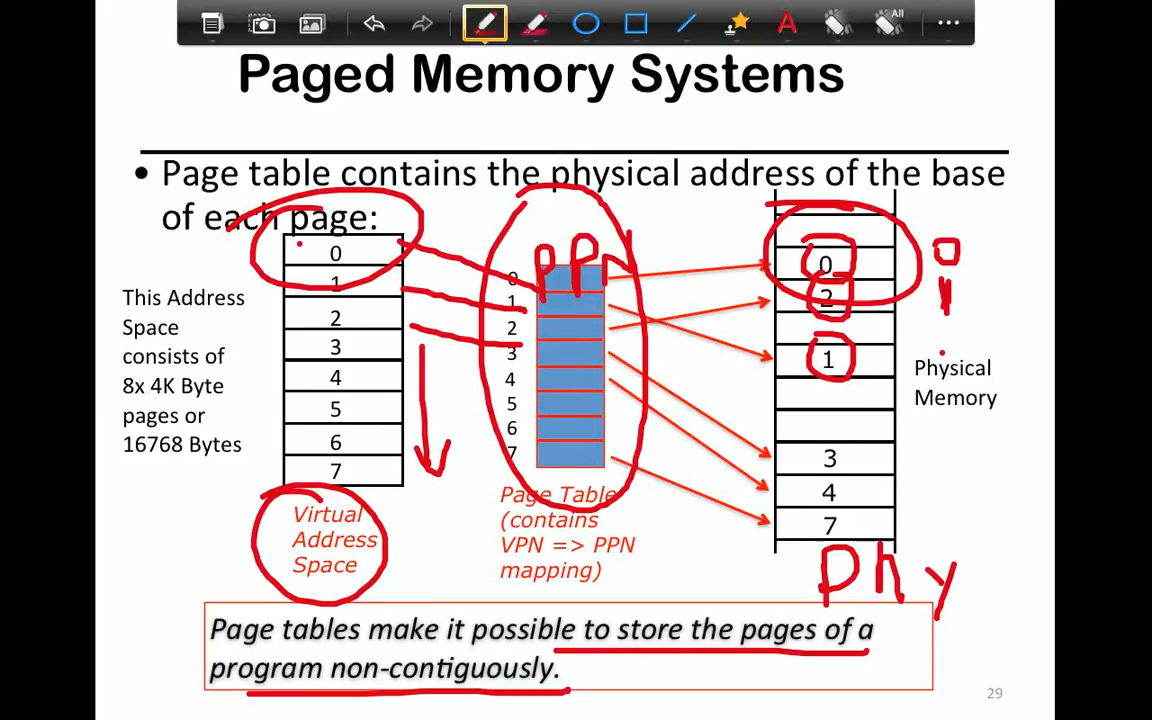 All
A
Paged Memory Systems
• Page table contains the physical address of the base
of each page:
This Address
Space
consists of
8x 4K Byte
pages or
16768 Bytes
0
1
2
3
4
5
6
7
Virtual
Address
Space
PPN
0
1
2
3
4
5
6
7
Page Table
(contains
VPN => PPN
mapping)
0
2
1
3
4
7
0
1
Physical
Memory
phy
Page tables make it possible to store the pages of a
program non-contiguously.
29